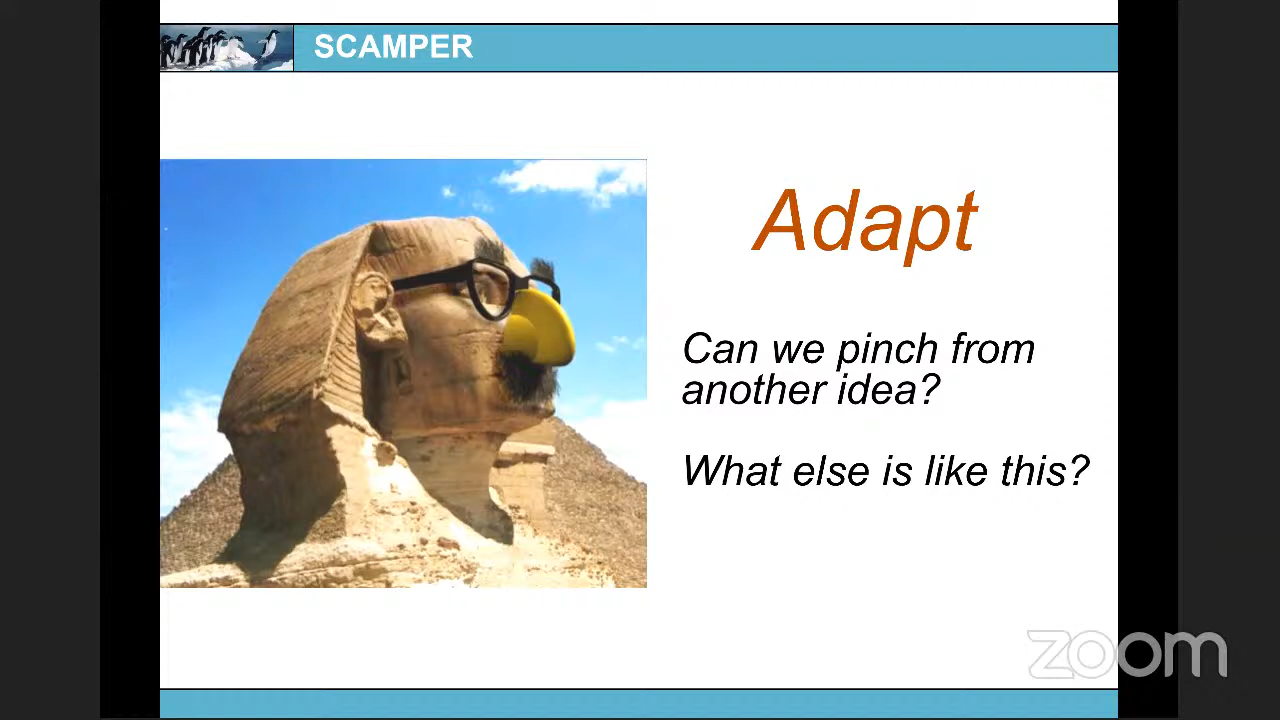 SCAMPER
Adapt
Can we pinch from
another idea?
What else is like this?
zoom